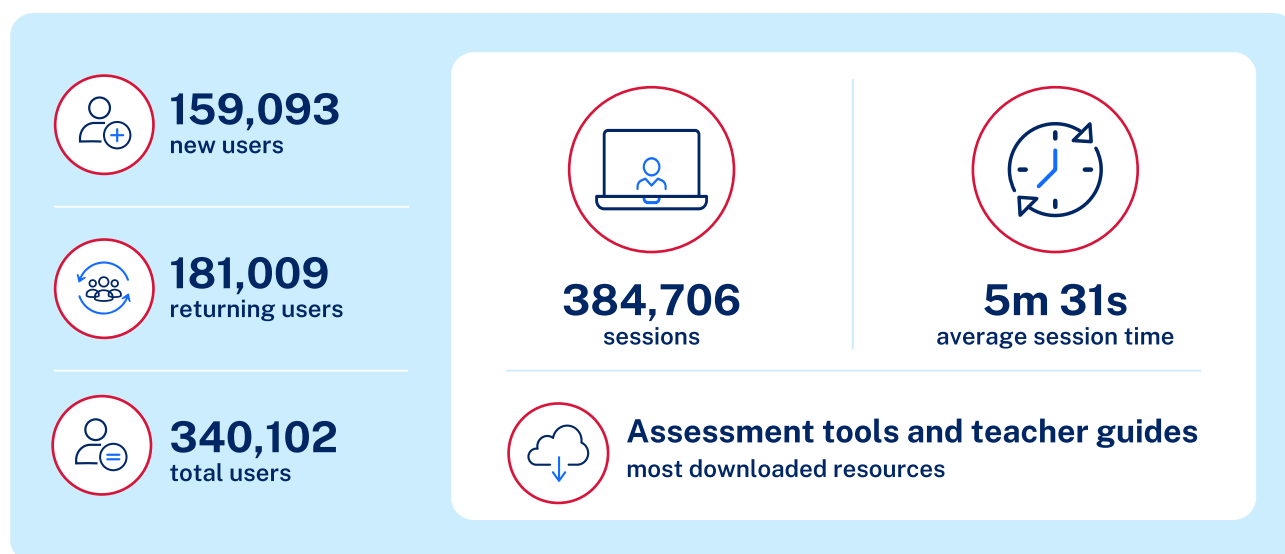 159,093
new users
181,009
returning users
340,102
total users
384,706
sessions
5m 31s
average session time
Assessment tools and teacher guides
most downloaded resources